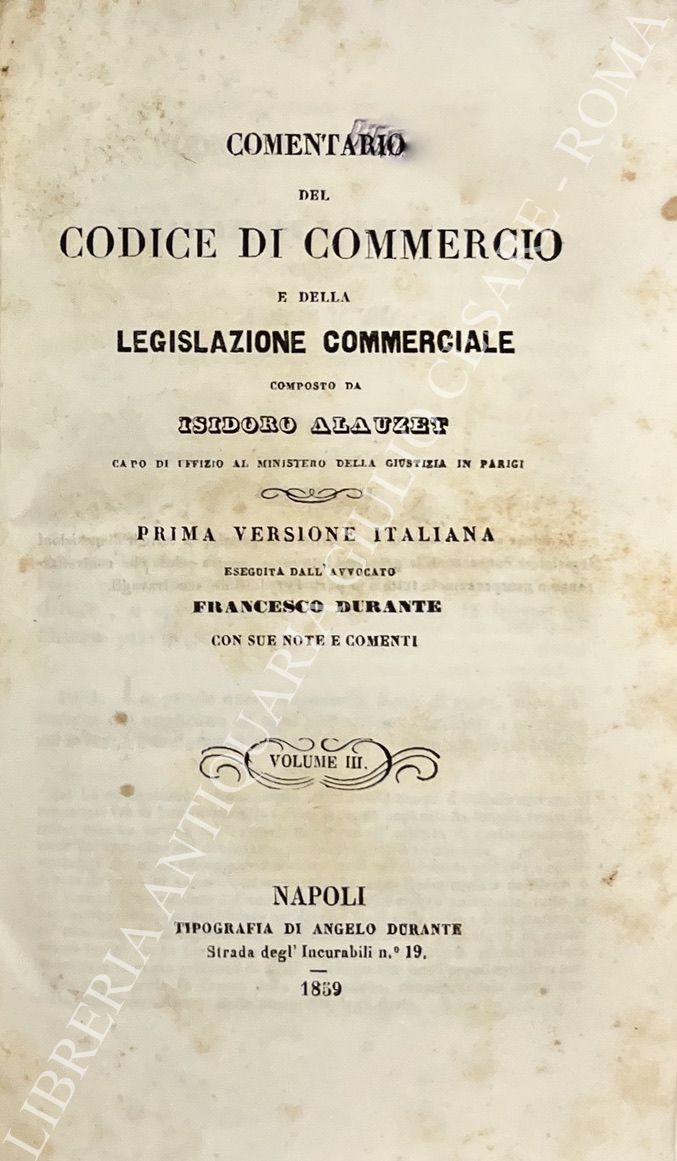 COMENTARIO
DEL
CODICE DI COMMERCIO
E DELLA
LEGISLAZIONE COMMERCIALE
COMPOSTO DA
ISIDORO ALAUZET
CAPO DI UFFIZIO AL MINISTERO DELLA GIUSTIZIA IN PARIGI
PRIMA VERSIONE ITALIANA
ESEGUITA DALL'AVVOCATO
FRANCESCO DURANTE
CON SUE NOTE E COMENTI
VOLUME III.
NAPOLI
TIPOGRAFIA DI ANGELO DURANTE
Strada degl' Incurabili n.º 19.
1859
LIBRERIA ANTIQUARIA GIULIO CESARE - ROMA